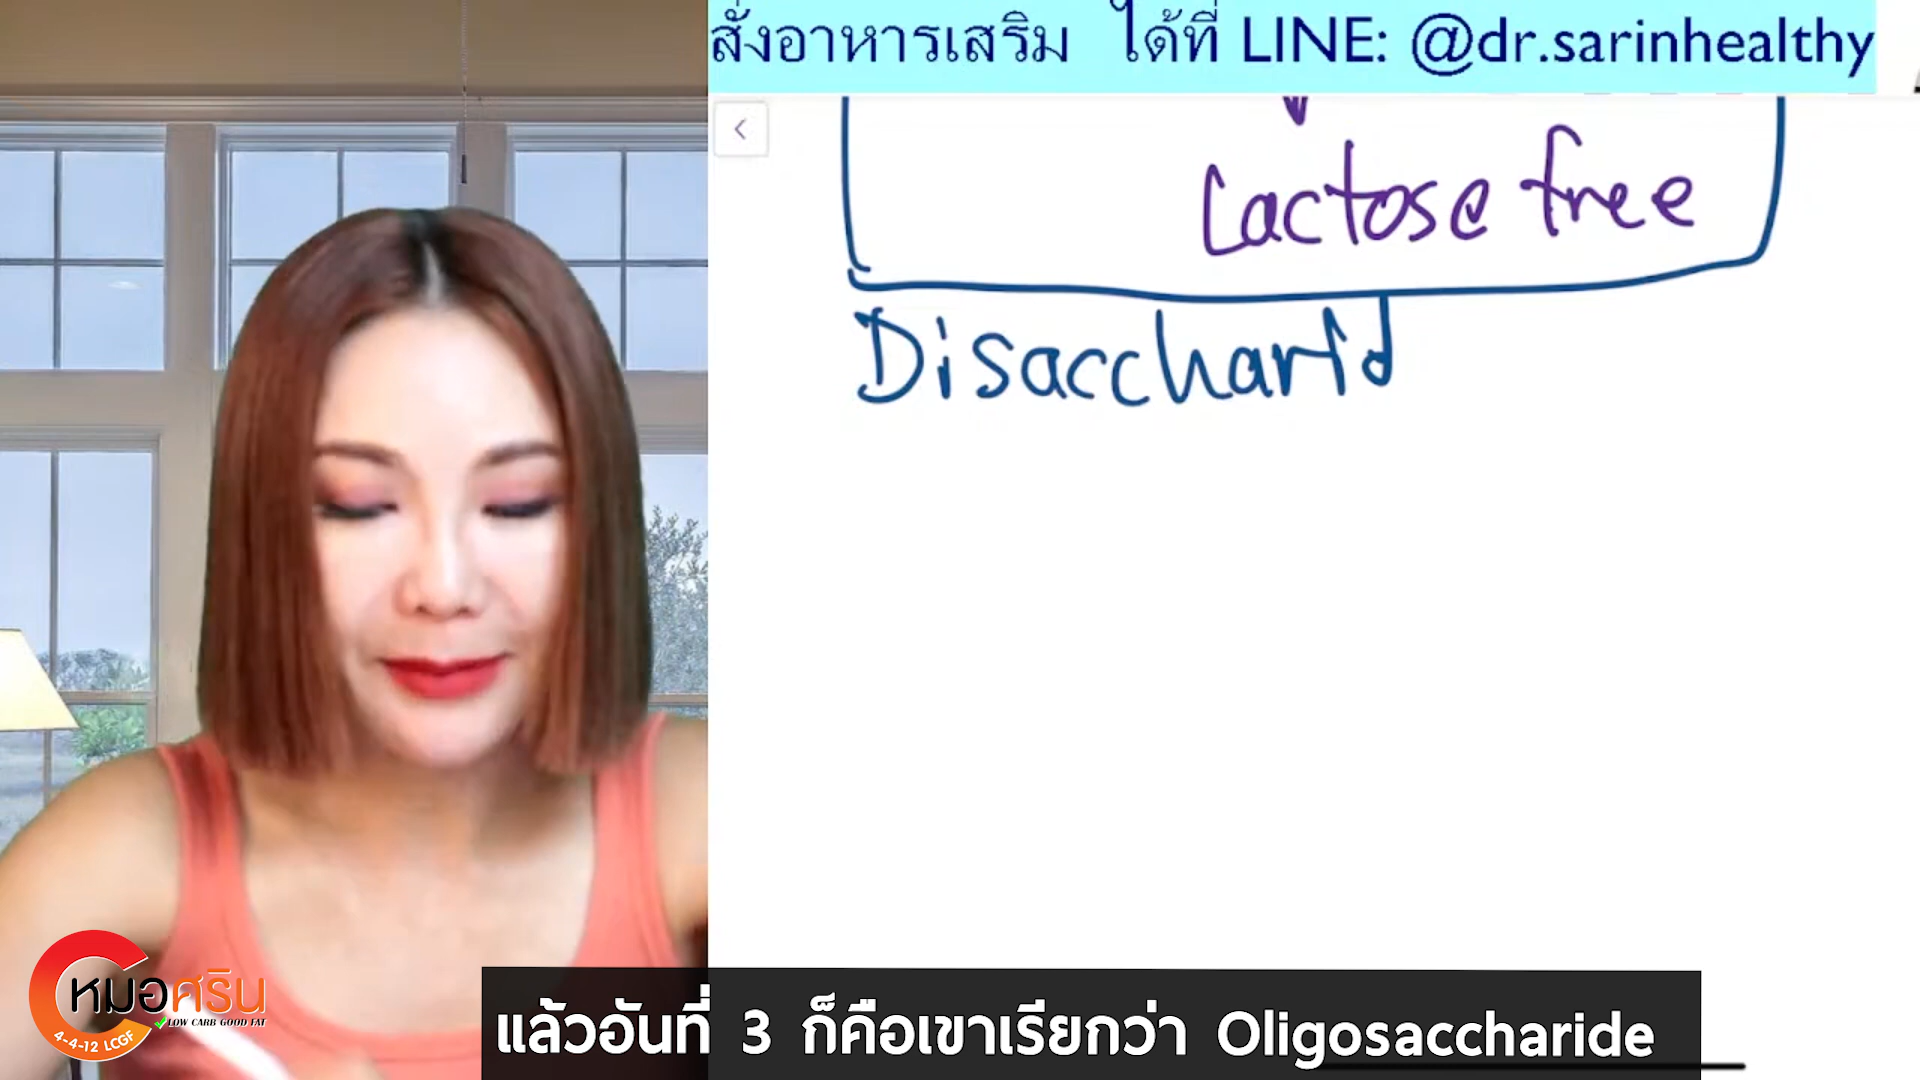 สั่งอาหารเสริม ได้ที่ LINE: @dr.sarinhealthy
Lactose free
Disaccharid
หมอศริน
LOW CARB GOOD FAT
4-4-12 LCGF
แล้วอันที่ 3 ก็คือเขาเรียกว่า Oligosaccharide